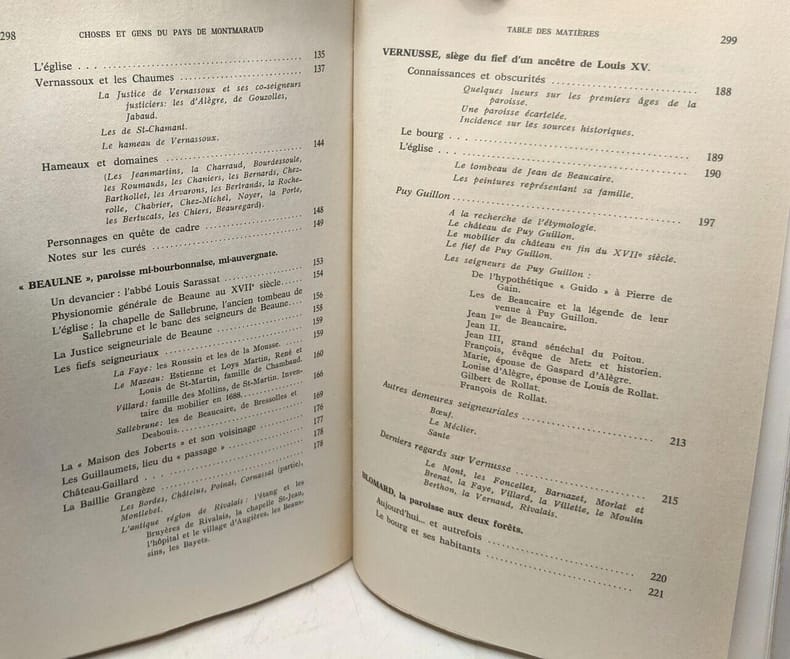 298 CHOSES ET GENS DU PAYS DE MONTMARAUD
L'église . . . 135
Vernassoux et les Chaumes 137
La Justice de Vernassoux et ses co-seigneurs
justiciers: les d'Alègre, de Gouzolles,
Jabaud.
Les de St-Chamant.
Le hameau de Vernassoux.
Hameaux et domaines 144
(Les Jeanmartins, la Charraud, Bourdessoule,
les Roumauds, les Chaniers, les Bernards, Chez-
Barthollet, les Arvarons, les Bertrands, la Roche-
rolle, Chabrier, Chez-Michel, Noyer, la Porte,
les Bertucats, les Chiers, Beauregard).
Personnages en quête de cadre 148
Notes sur les curés 149
« BEAULNE », paroisse mi-bourbonnaise, mi-auvergnate.
Un devancier : l'abbé Louis Sarassat 153
Physionomie générale de Beaune au XVIIe siècle 154
L'église : la chapelle de Sallebrune, l'ancien tombeau de
Sallebrune et le banc des seigneurs de Beaune 156
La Justice seigneuriale de Beaune 158
Les fiefs seigneuriaux 159
La Faye: les Roussin et les de la Mousse. 159
Le Mazeau: Estienne et Loys Martin, René et
Louis de St-Martin, famille de Chambaud. 160
Villard: famille des Mollins, de St-Martin. Inven-
taire du mobilier en 1688. 166
Sallebrune: les de Beaucaire, de Bressolles et
Desbouis. 169
La « Maison des Joberts » et son voisinage 176
Les Guillaumets, lieu du « passage » 177
Château-Gaillard 178
La Baillie Grangèze 178
Les Bordes, Châtelus, Poinat, Cornassat (partie),
Montlebet.
L'antique région de Rivalais: l'étang et les
Bruyères de Rivalais, la chapelle St-Jean,
l'hôpital et le village d'Augières, les Beaus-
sins, les Bayets.
TABLE DES MATIÈRES 299
VERNUSSE, siège du fief d'un ancêtre de Louis XV.
Connaissances et obscurités 188
Quelques lueurs sur les premiers âges de la
paroisse.
Une paroisse écartelée.
Incidence sur les sources historiques.
Le bourg 189
L'église 190
Le tombeau de Jean de Beaucaire.
Les peintures représentant sa famille.
Puy Guillon 197
A la recherche de l'étymologie.
Le château de Puy Guillon.
Le mobilier du château en fin du XVIIe siècle.
Le fief de Puy Guillon.
Les seigneurs de Puy Guillon :
De l'hypothétique « Guido » à Pierre de
Gain.
Les de Beaucaire et la légende de leur
venue à Puy Guillon.
Jean Ier de Beaucaire.
Jean II.
Jean III, grand sénéchal du Poitou.
François, évêque de Metz et historien.
Marie, épouse de Gaspard d'Alègre.
Louise d'Alègre, épouse de Louis de Rollat.
Gilbert de Rollat.
François de Rollat.
Autres demeures seigneuriales 213
Bœuf.
Le Méclier.
Sante
Derniers regards sur Vernusse 215
Le Mont, les Foncelles, Barnazet, Morlat et
Brenat, la Faye, Villard, la Villette, le Moulin
Berthon, la Vernaud, Rivalais.
BLOMARD, la paroisse aux deux forêts.
Aujourd'hui... et autrefois 220
Le bourg et ses habitants 221